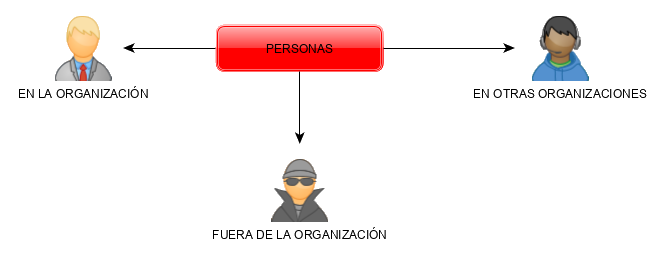 PERSONAS
EN LA ORGANIZACIÓN
EN OTRAS ORGANIZACIONES
FUERA DE LA ORGANIZACIÓN